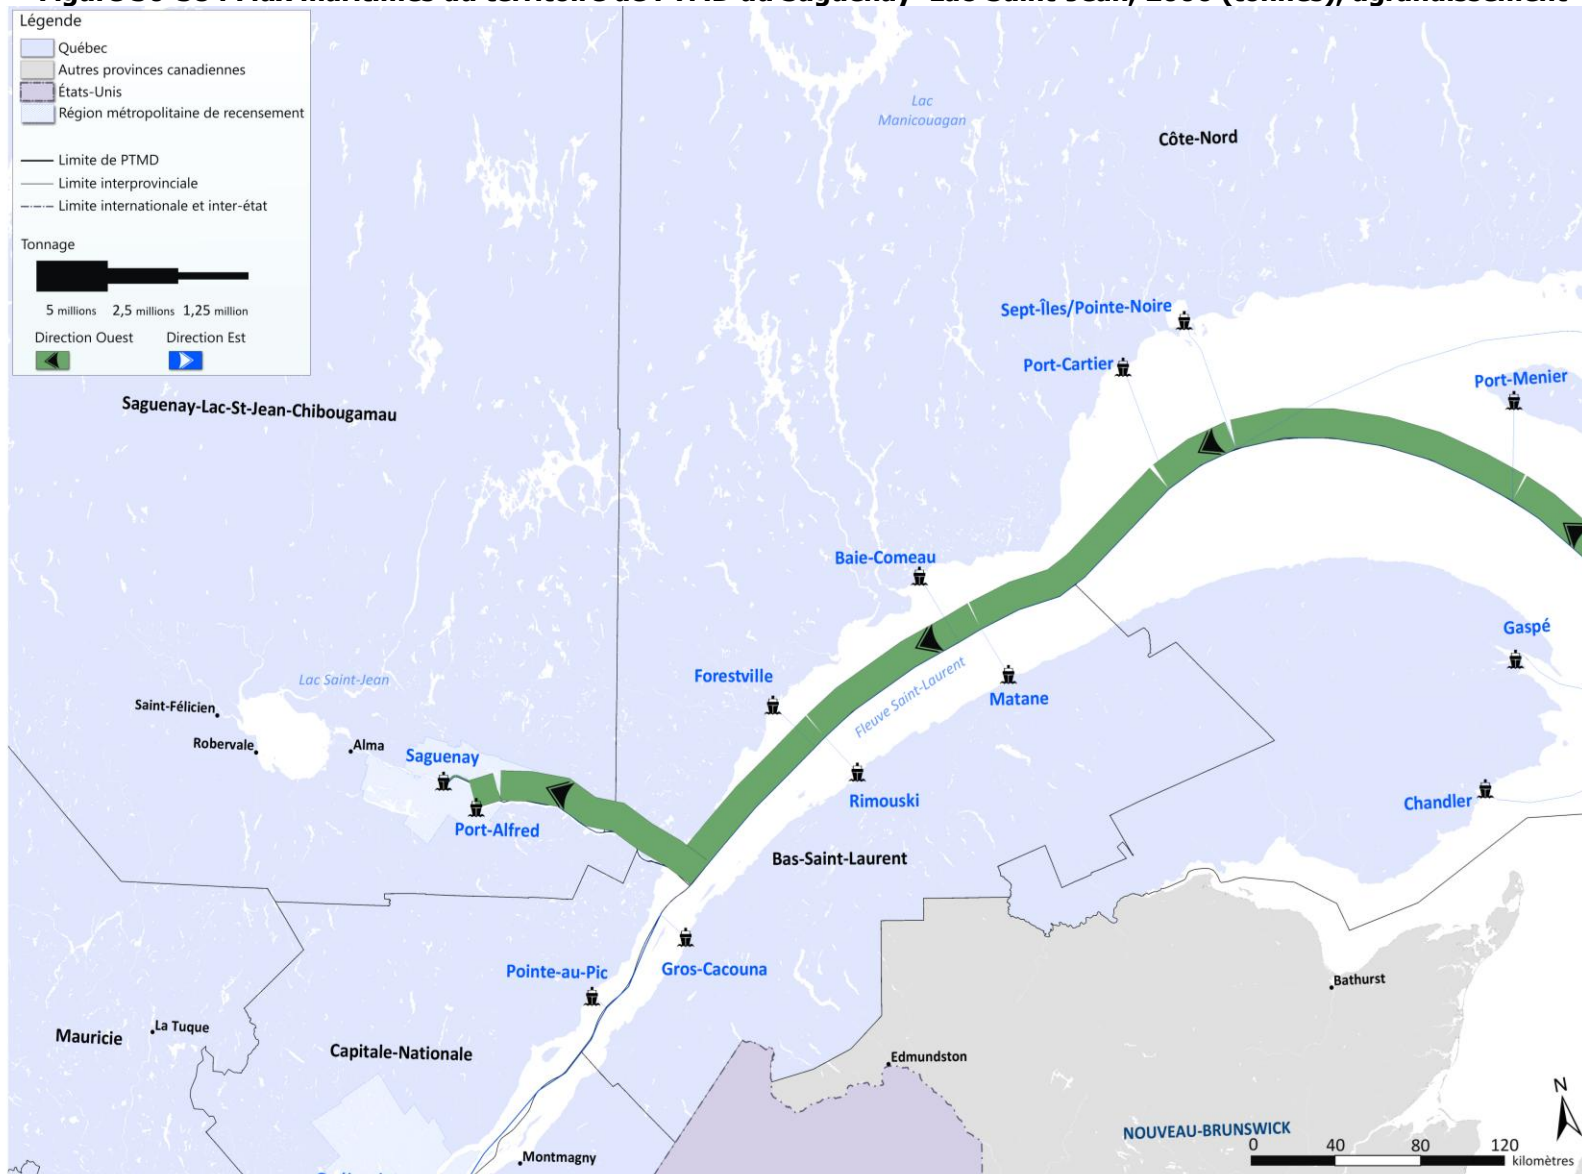 Légende
Québec
Autres provinces canadiennes
États-Unis
Région métropolitaine de recensement
Limite de PTMD
Limite interprovinciale
Limite internationale et inter-état
Tonnage
5 millions 2,5 millions 1,25 million
Direction Ouest Direction Est
Lac
Manicouagan
Côte-Nord
Sept-Îles/Pointe-Noire
Port-Cartier
Port-Menier
Saguenay-Lac-St-Jean-Chibougamau
Baie-Comeau
Gaspé
Forestville
Fleuve Saint-Laurent
Matane
Lac Saint-Jean
Saint-Félicien
Robervale
Alma
Saguenay
Rimouski
Chandler
Port-Alfred
Bas-Saint-Laurent
Pointe-au-Pic
Gros-Cacouna
Bathurst
Mauricie
La Tuque
Capitale-Nationale
Edmundston
N
NOUVEAU-BRUNSWICK
0 40 80 120
kilomètres
Montmagny